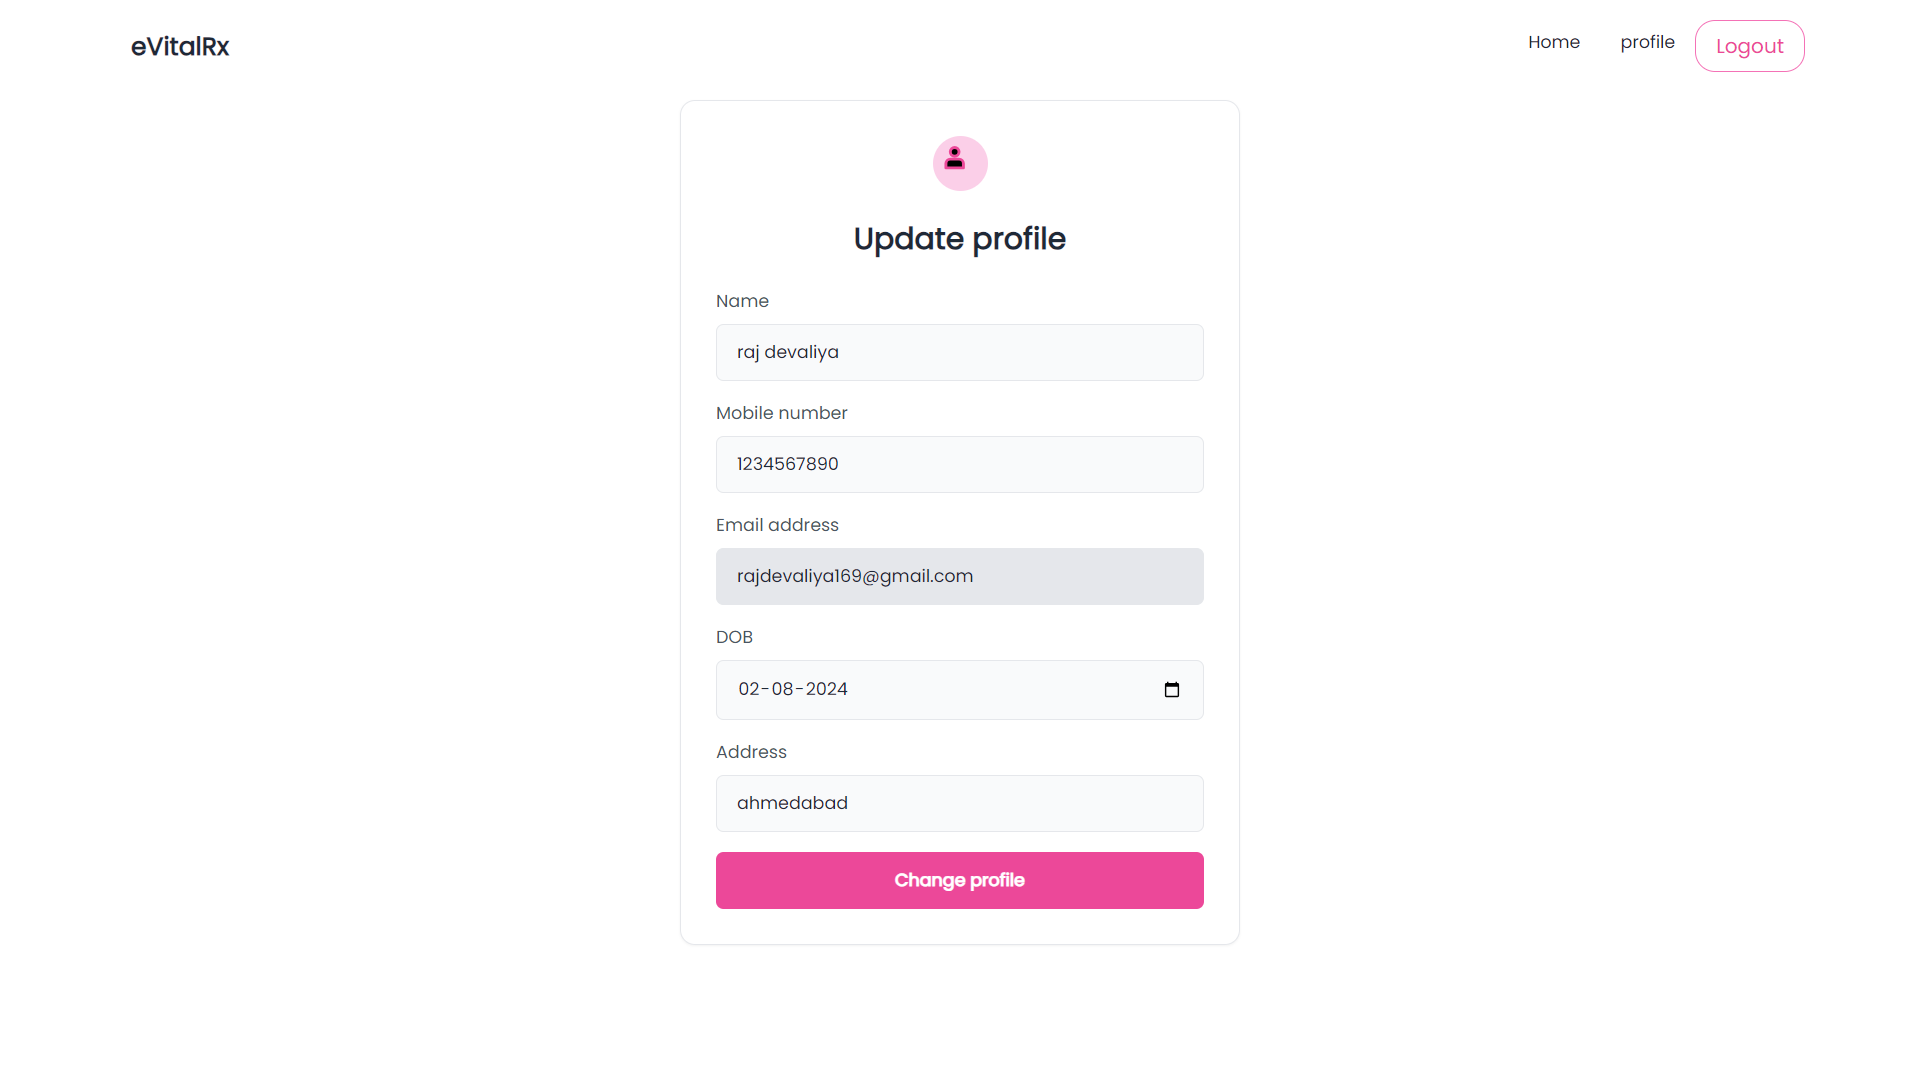 eVitalRx
Home
profile
Logout
Update profile
Name
raj devaliya
Mobile number
1234567890
Email address
rajdevaliya169@gmail.com
DOB
02-08-2024
Address
ahmedabad
Change profile